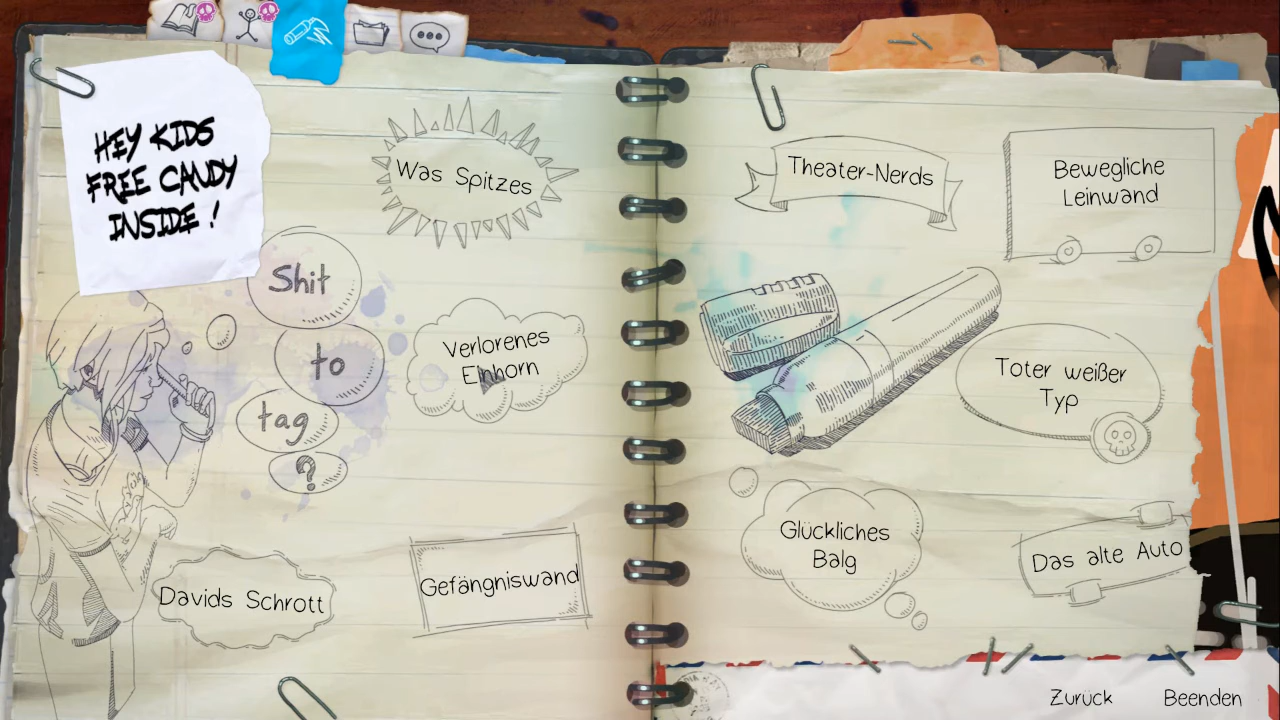 HEY KIDS
FREE CANDY
INSIDE !
Was Spitzes
Shit
to
tag
?
Verlorenes
Einhorn
Davids Schrott
Gefängniswand
Theater-Nerds
Bewegliche
Leinwand
Toter weißer
Typ
Glückliches
Balg
Das alte Auto
Zurück
Beenden